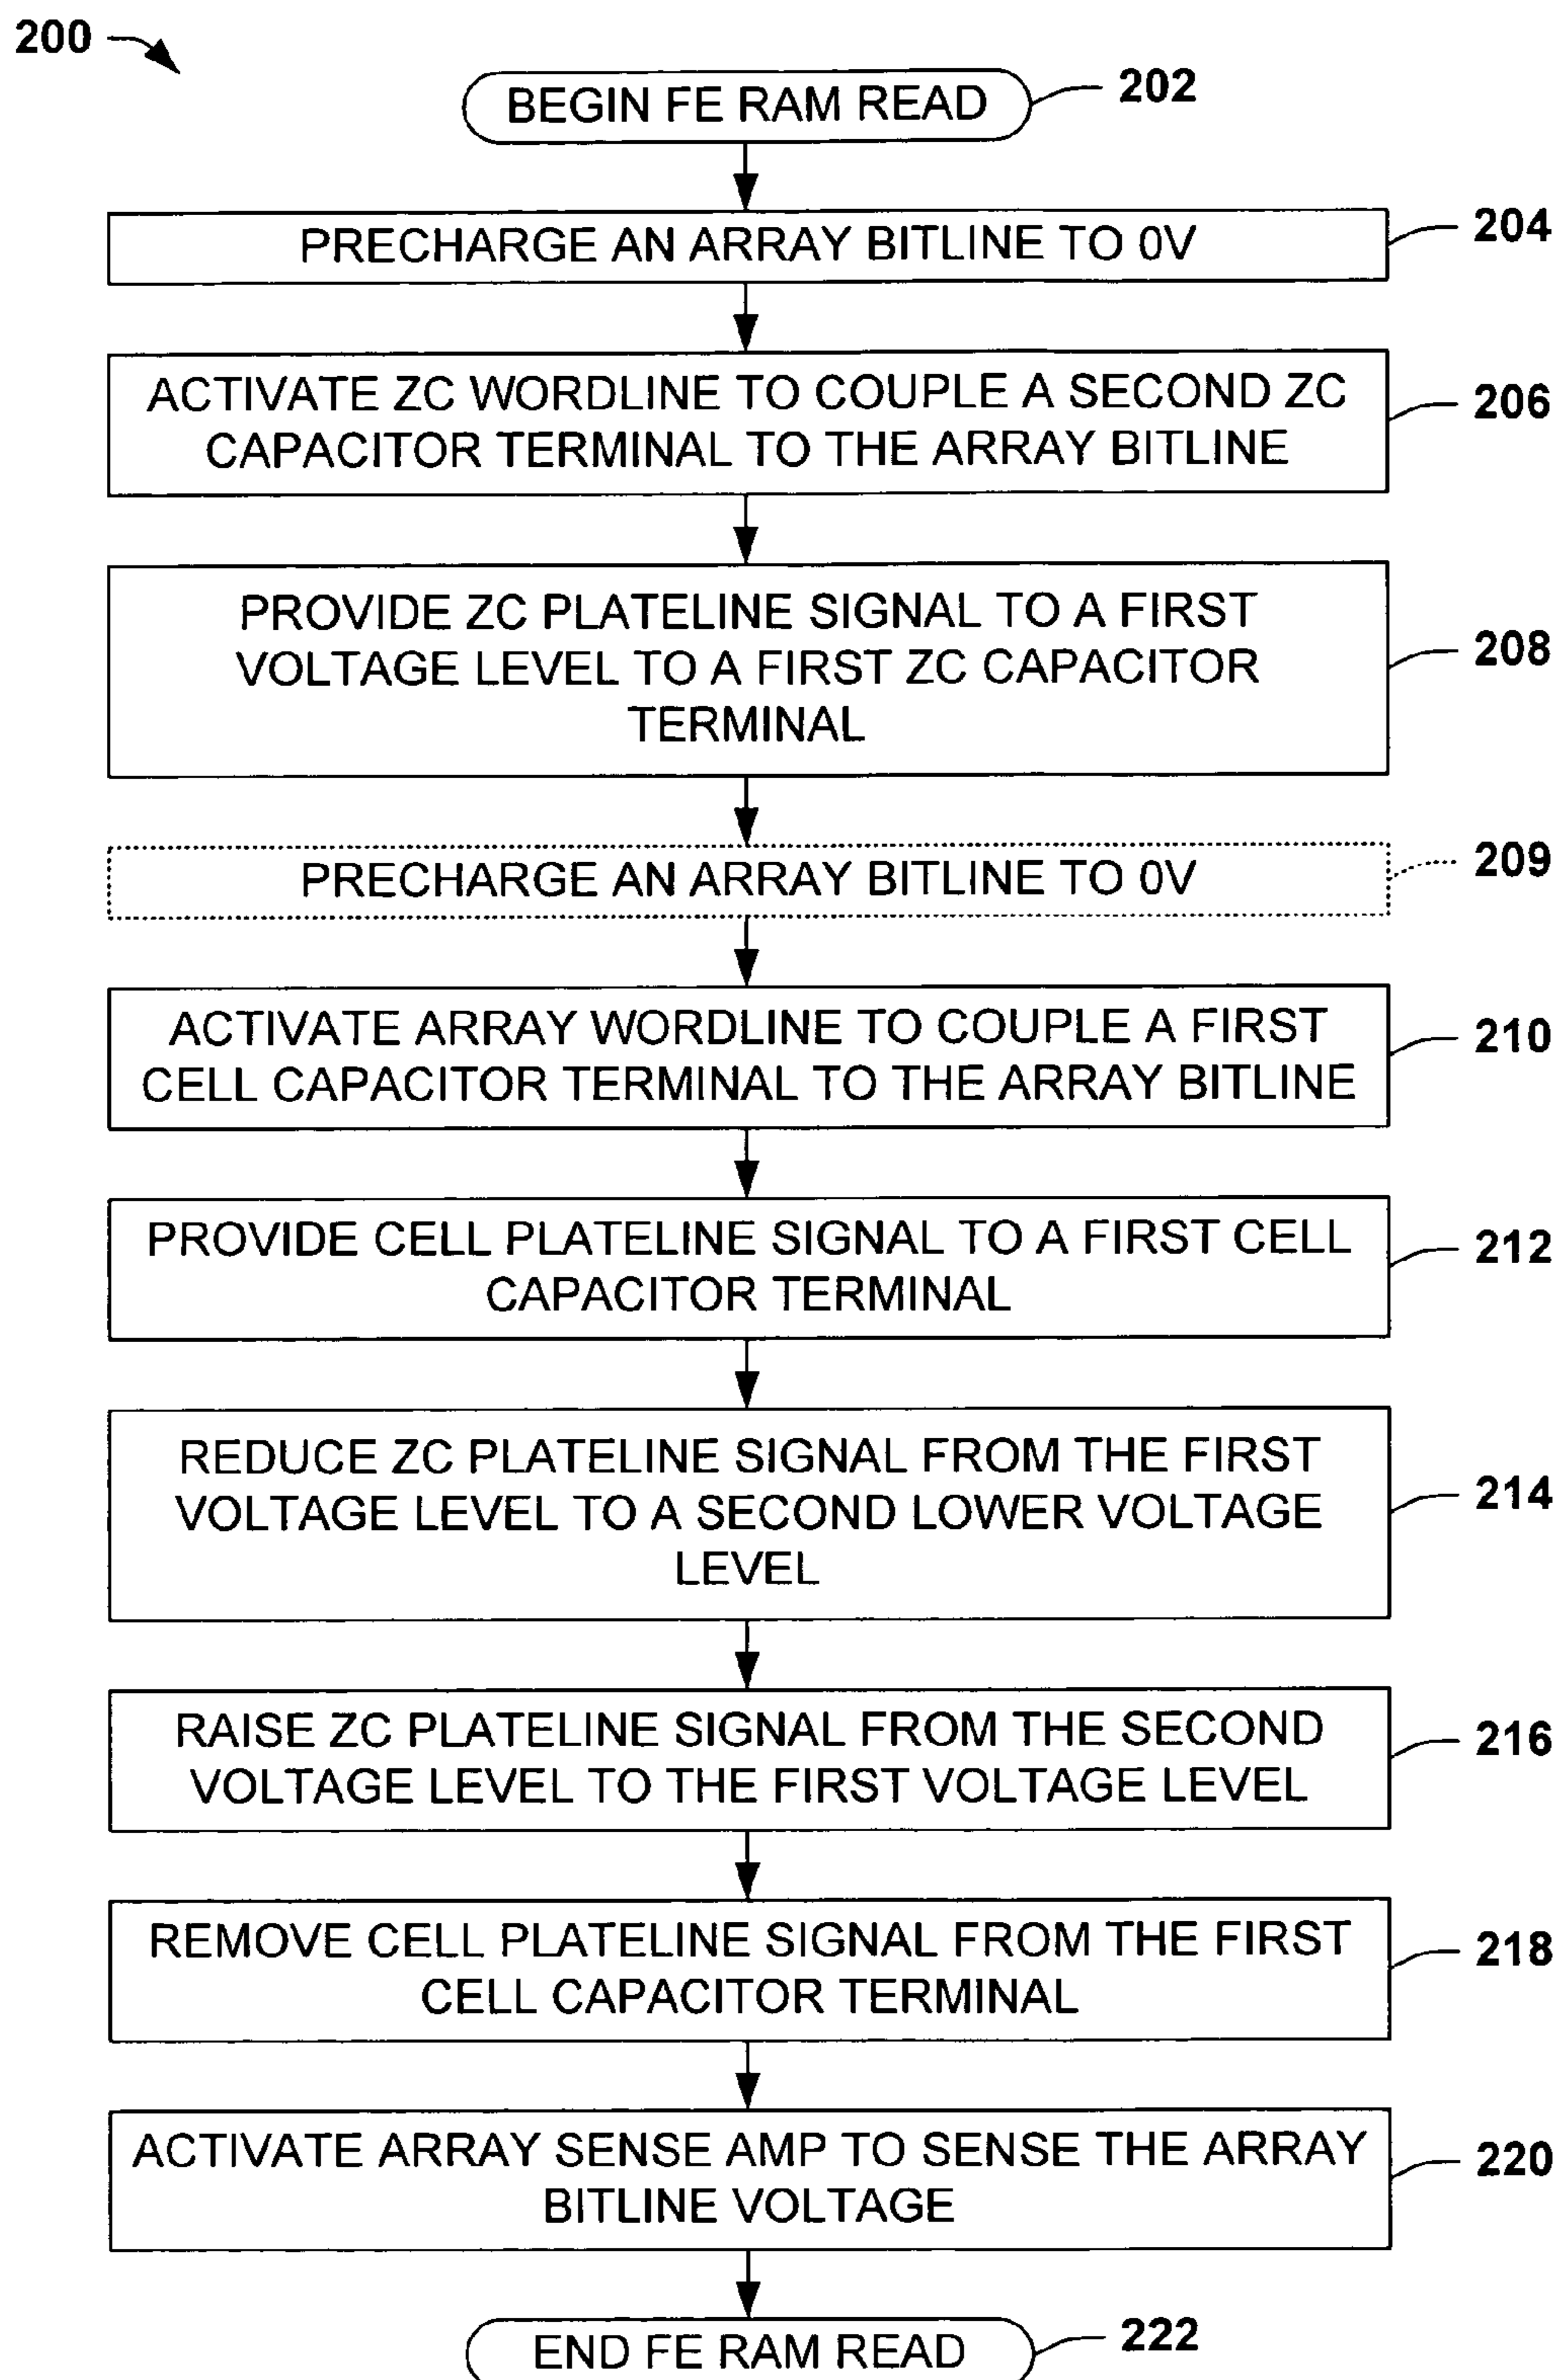 200
BEGIN FE RAM READ
202
PRECHARGE AN ARRAY BITLINE TO 0V
204
ACTIVATE ZC WORDLINE TO COUPLE A SECOND ZC
CAPACITOR TERMINAL TO THE ARRAY BITLINE
206
PROVIDE ZC PLATELINE SIGNAL TO A FIRST
VOLTAGE LEVEL TO A FIRST ZC CAPACITOR
TERMINAL
208
PRECHARGE AN ARRAY BITLINE TO 0V
209
ACTIVATE ARRAY WORDLINE TO COUPLE A FIRST
CELL CAPACITOR TERMINAL TO THE ARRAY BITLINE
210
PROVIDE CELL PLATELINE SIGNAL TO A FIRST CELL
CAPACITOR TERMINAL
212
REDUCE ZC PLATELINE SIGNAL FROM THE FIRST
VOLTAGE LEVEL TO A SECOND LOWER VOLTAGE
LEVEL
214
RAISE ZC PLATELINE SIGNAL FROM THE SECOND
VOLTAGE LEVEL TO THE FIRST VOLTAGE LEVEL
216
REMOVE CELL PLATELINE SIGNAL FROM THE FIRST
CELL CAPACITOR TERMINAL
218
ACTIVATE ARRAY SENSE AMP TO SENSE THE ARRAY
BITLINE VOLTAGE
220
END FE RAM READ
222